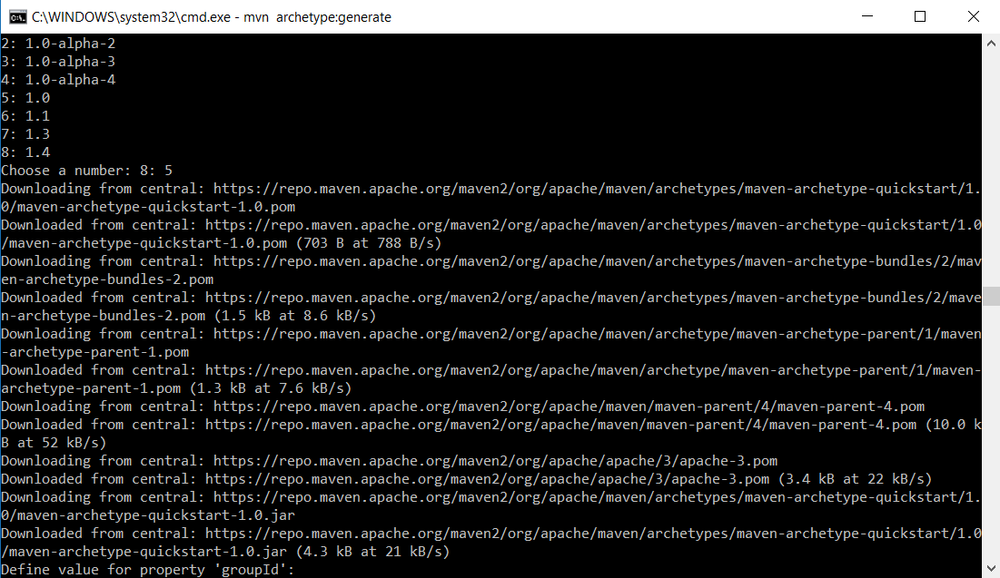 C:\WINDOWS\system32\cmd.exe - mvn  archetype:generate
2: 1.0-alpha-2
3: 1.0-alpha-3
4: 1.0-alpha-4
5: 1.0
6: 1.1
7: 1.3
8: 1.4
Choose a number: 8: 5
Downloading from central: https://repo.maven.apache.org/maven2/org/apache/maven/archetypes/maven-archetype-quickstart/1.
0/maven-archetype-quickstart-1.0.pom
Downloaded from central: https://repo.maven.apache.org/maven2/org/apache/maven/archetypes/maven-archetype-quickstart/1.0
/maven-archetype-quickstart-1.0.pom (703 B at 788 B/s)
Downloading from central: https://repo.maven.apache.org/maven2/org/apache/maven/archetypes/maven-archetype-bundles/2/mav
en-archetype-bundles-2.pom
Downloaded from central: https://repo.maven.apache.org/maven2/org/apache/maven/archetypes/maven-archetype-bundles/2/mave
n-archetype-bundles-2.pom (1.5 kB at 8.6 kB/s)
Downloading from central: https://repo.maven.apache.org/maven2/org/apache/maven/archetype/maven-archetype-parent/1/maven
-archetype-parent-1.pom
Downloaded from central: https://repo.maven.apache.org/maven2/org/apache/maven/archetype/maven-archetype-parent/1/maven-
archetype-parent-1.pom (1.3 kB at 7.6 kB/s)
Downloading from central: https://repo.maven.apache.org/maven2/org/apache/maven/maven-parent/4/maven-parent-4.pom
Downloaded from central: https://repo.maven.apache.org/maven2/org/apache/maven/maven-parent/4/maven-parent-4.pom (10.0 k
B at 52 kB/s)
Downloading from central: https://repo.maven.apache.org/maven2/org/apache/apache/3/apache-3.pom
Downloaded from central: https://repo.maven.apache.org/maven2/org/apache/apache/3/apache-3.pom (3.4 kB at 22 kB/s)
Downloading from central: https://repo.maven.apache.org/maven2/org/apache/maven/archetypes/maven-archetype-quickstart/1.
0/maven-archetype-quickstart-1.0.jar
Downloaded from central: https://repo.maven.apache.org/maven2/org/apache/maven/archetypes/maven-archetype-quickstart/1.0
/maven-archetype-quickstart-1.0.jar (4.3 kB at 21 kB/s)
Define value for property 'groupId':